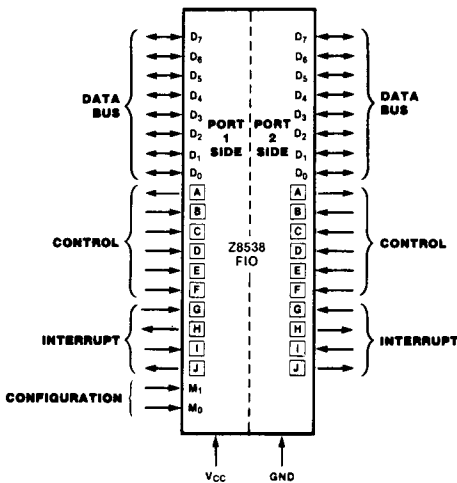 D7
D6
D5
D4
D3
D2
D1
D0
A
B
C
D
E
F
G
H
I
J
M1
M0
DATA
BUS
CONTROL
INTERRUPT
CONFIGURATION
PORT
1
SIDE
PORT
2
SIDE
Z8538
FIO
D7
D6
D5
D4
D3
D2
D1
D0
A
B
C
D
E
F
G
H
I
J
DATA
BUS
CONTROL
INTERRUPT
VCC
GND